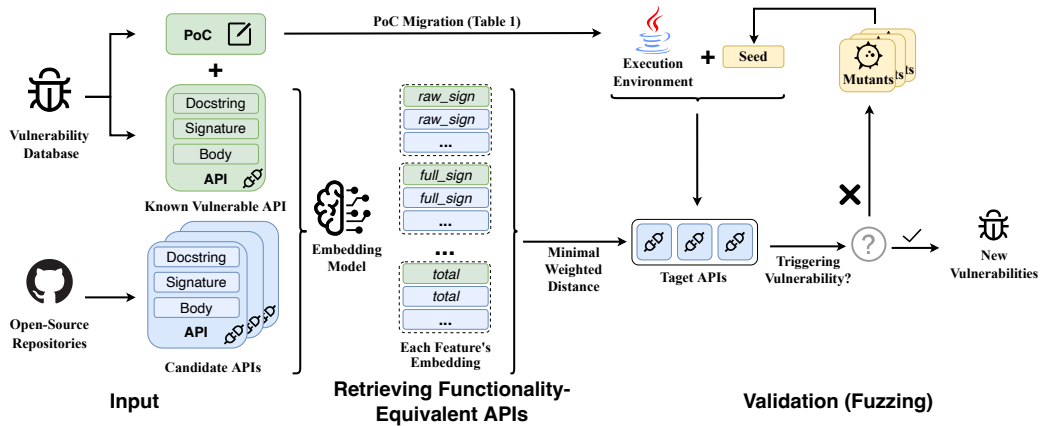 PoC
PoC Migration (Table 1)
Execution
Environment
+
Seed
Mutants
ts
ts
+
Vulnerability
Database
Docstring
Signature
Body
API
Known Vulnerable API
Docstring
Signature
Body
API
Candidate APIs
Open-Source
Repositories
Embedding
Model
raw_sign
raw_sign
...
full_sign
full_sign
...
...
total
total
...
Each Feature's
Embedding
Minimal
Weighted
Distance
Taget APIs
Triggering
Vulnerability?
?
New
Vulnerabilities
Input
Retrieving Functionality-
Equivalent APIs
Validation (Fuzzing)